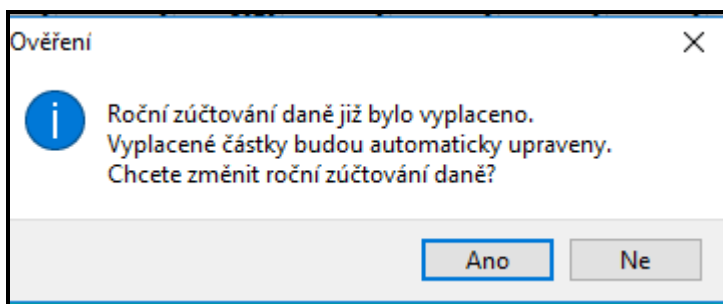 Ověření
Roční zúčtování daně již bylo vyplaceno.
Vyplacené částky budou automaticky upraveny.
Chcete změnit roční zúčtování daně?
Ano
Ne